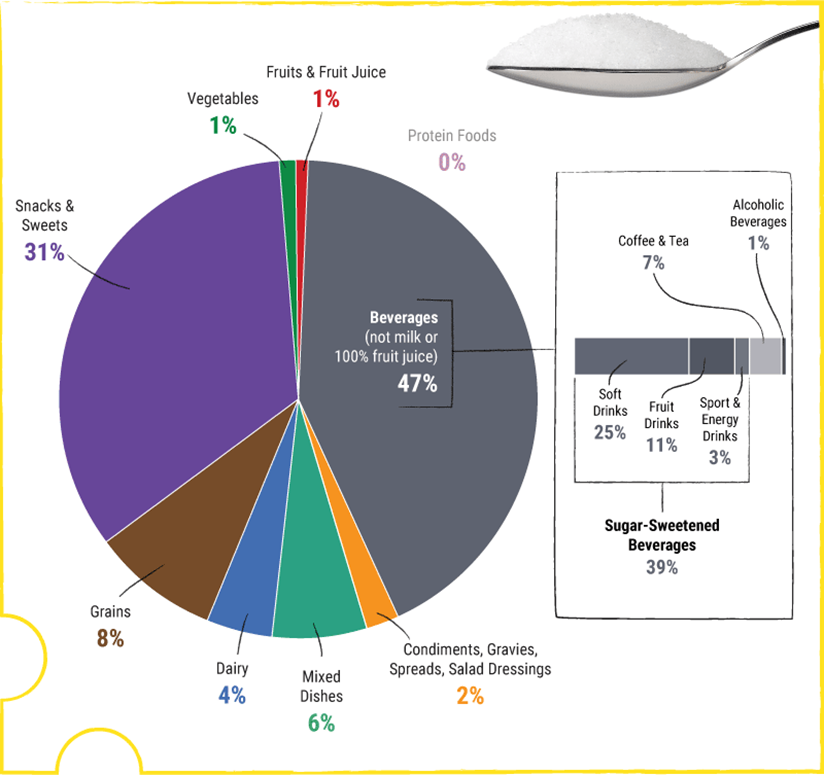 Fruits & Fruit Juice
1%
Vegetables
1%
Protein Foods
0%
Snacks &
Sweets
31%
Beverages
(not milk or
100% fruit juice)
47%
Alcoholic
Beverages
1%
Coffee & Tea
7%
Soft
Drinks
25%
Fruit
Drinks
11%
Sport &
Energy
Drinks
3%
Sugar-Sweetened
Beverages
39%
Grains
8%
Dairy
4%
Mixed
Dishes
6%
Condiments, Gravies,
Spreads, Salad Dressings
2%